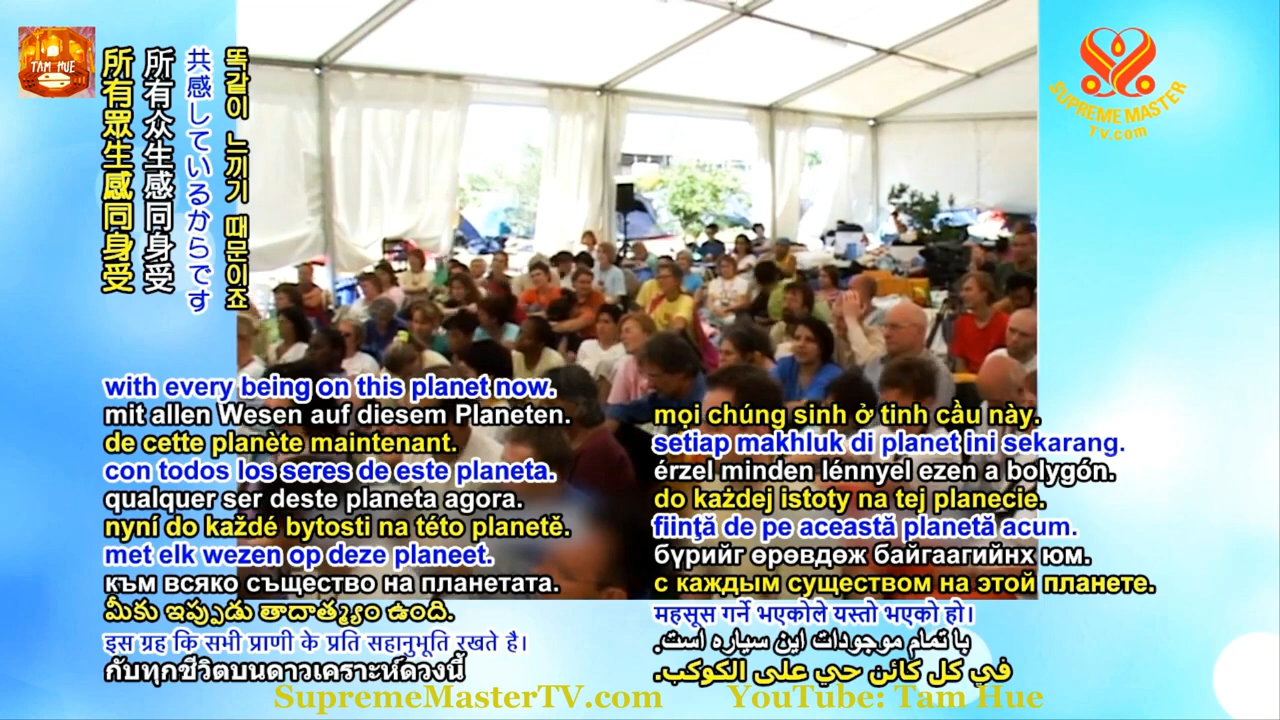 TAM HUE
所有眾生感同身受
所有众生感同身受
共感しているからです
똑같이 느끼기 때문이죠
SUPREME MASTER
TV.com
with every being on this planet now.
mit allen Wesen auf diesem Planeten.
de cette planète maintenant.
con todos los seres de este planeta.
qualquer ser deste planeta agora.
nyní do každé bytosti na této planetě.
met elk wezen op deze planeet.
към всяко същество на планетата.
మీకు ఇప్పుడు తాదాత్మ్యం ఉంది.
इस ग्रह कि सभी प्राणी के प्रति सहानुभूति रखते है।
กับทุกชีวิตบนดาวเคราะห์ดวงนี้
mọi chúng sinh ở tinh cầu này.
setiap makhluk di planet ini sekarang.
érzel minden lénnyel ezen a bolygón.
do każdej istoty na tej planecie.
fiinţă de pe această planetă acum.
бүрийг өрөвдөж байгаагийнх юм.
с каждым существом на этой планете.
महसूस गर्ने भएकोले यस्तो भएको हो।
با تمام موجودات این سیاره است.
في كل كائن حي على الكوكب.
SupremeMasterTV.com YouTube: Tam Hue